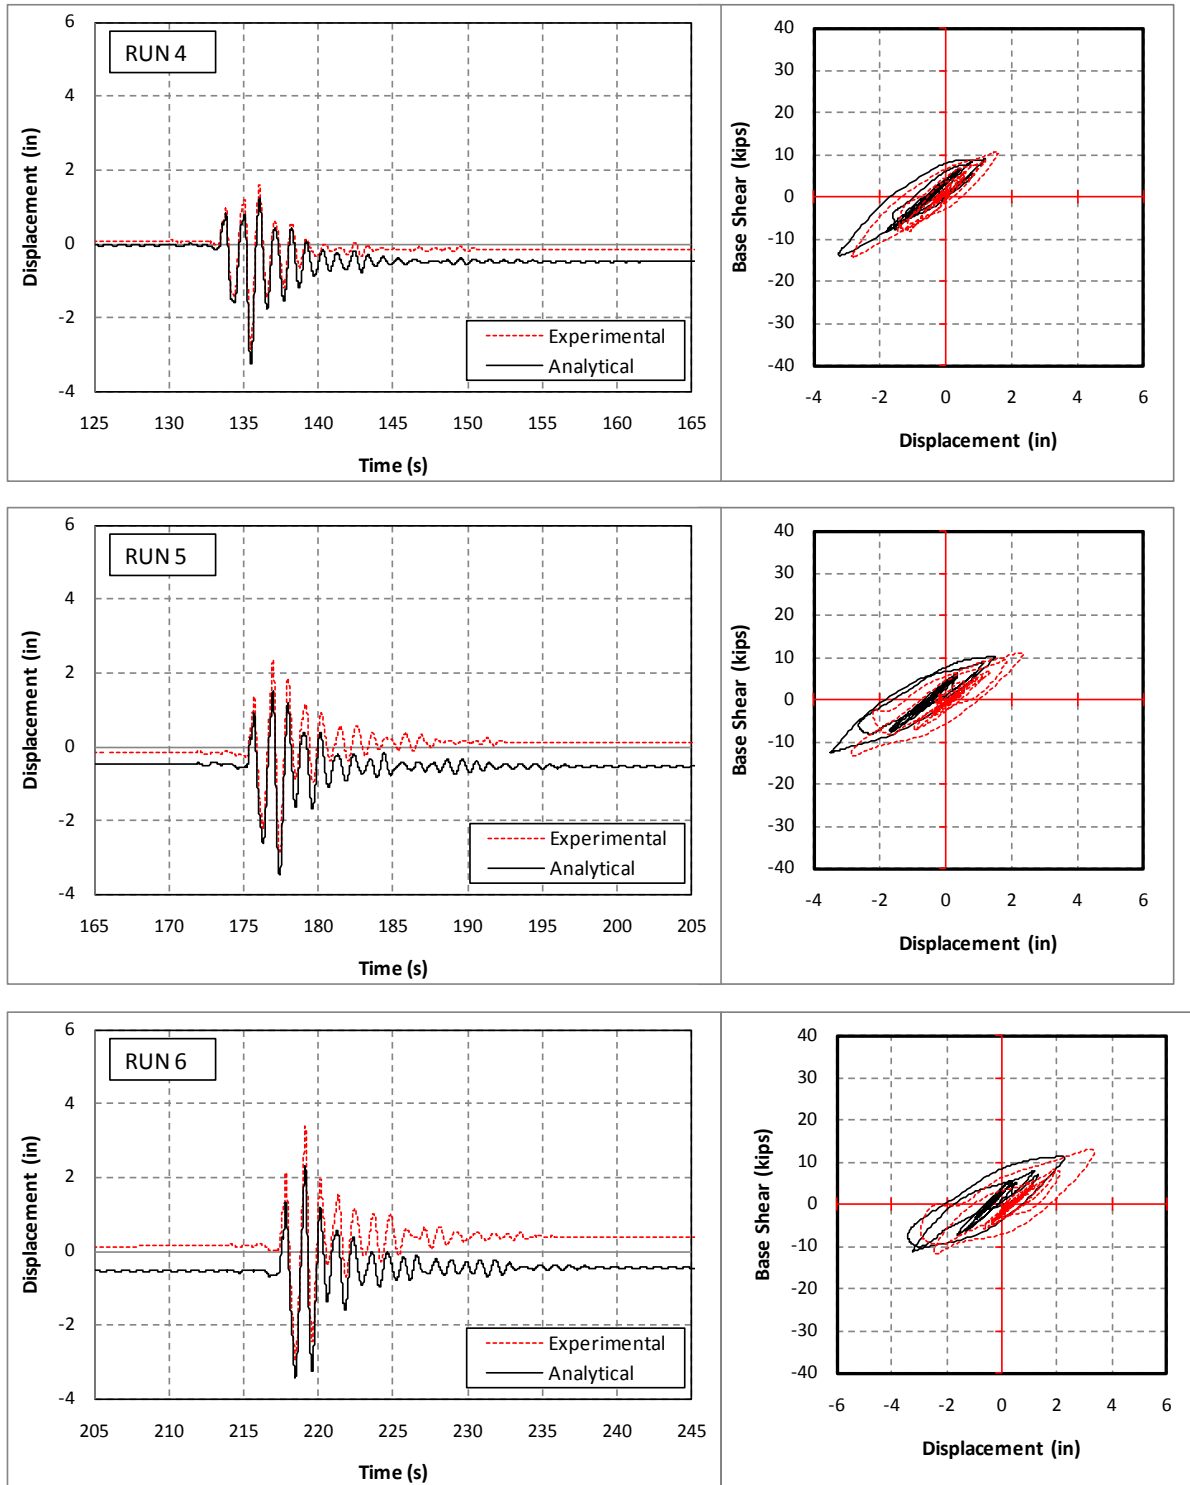 RUN 4
6
4
2
0
-2
-4
Displacement (in)
Experimental
Analytical
125 130 135 140 145 150 155 160 165
Time (s)
40
30
20
10
0
-10
-20
-30
-40
Base Shear (kips)
-4 -2 0 2 4 6
Displacement (in)
RUN 5
6
4
2
0
-2
-4
Displacement (in)
Experimental
Analytical
165 170 175 180 185 190 195 200 205
Time (s)
40
30
20
10
0
-10
-20
-30
-40
Base Shear (kips)
-4 -2 0 2 4 6
Displacement (in)
RUN 6
6
4
2
0
-2
-4
Displacement (in)
Experimental
Analytical
205 210 215 220 225 230 235 240 245
Time (s)
40
30
20
10
0
-10
-20
-30
-40
Base Shear (kips)
-6 -4 -2 0 2 4 6
Displacement (in)